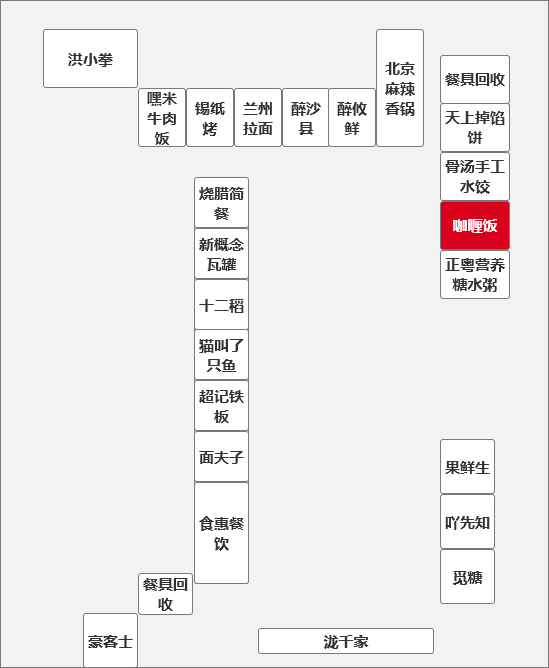 洪小拳
嘿米
牛肉
饭
锡纸
烤
兰州
拉面
醉沙
县
醉攸
鲜
北京
麻辣
香锅
餐具回收
天上掉馅
饼
骨汤手工
水饺
咖喱饭
正粤营养
糖水粥
烧腊简
餐
新概念
瓦罐
十二稻
猫叫了
只鱼
超记铁
板
面夫子
食惠餐
饮
果鲜生
吖先知
觅糖
餐具回
收
豪客士
泷千家